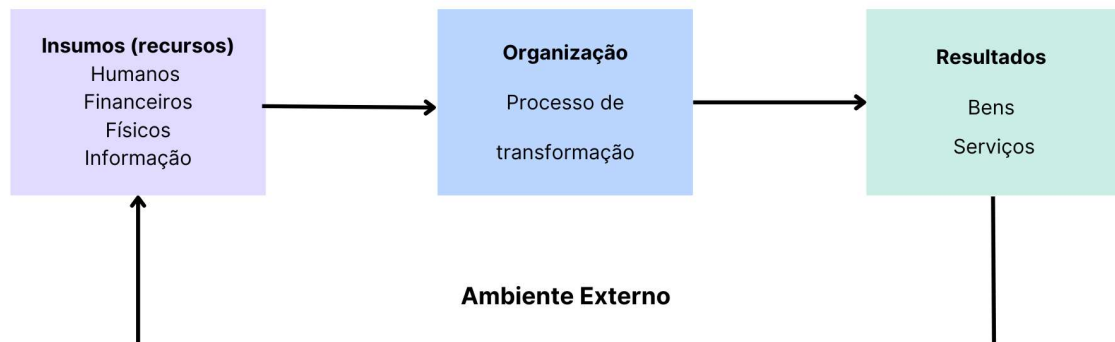 Insumos (recursos)
Humanos
Financeiros
Físicos
Informação
Organização
Processo de
transformação
Resultados
Bens
Serviços
Ambiente Externo